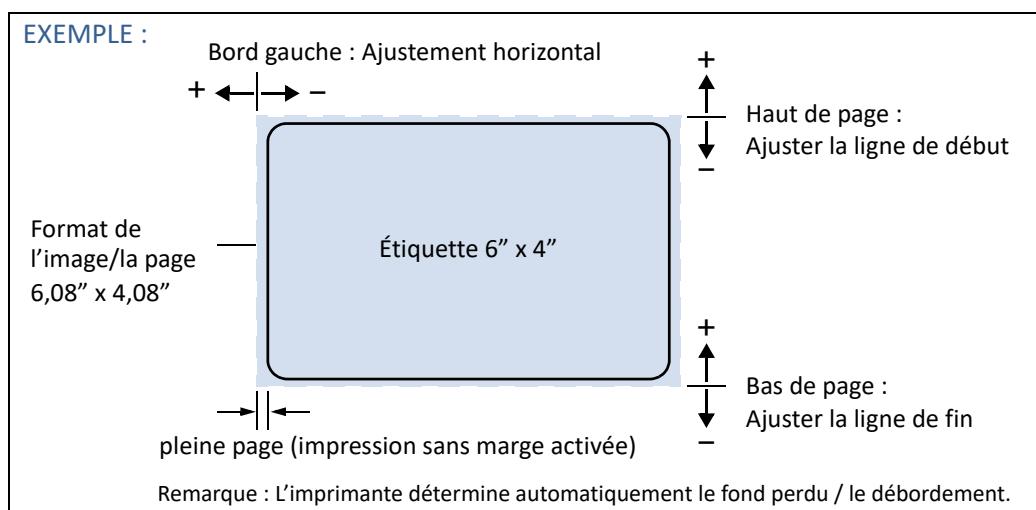 EXEMPLE :
Bord gauche : Ajustement horizontal
+ −
+
Haut de page :
Ajuster la ligne de début
−
Format de
l’image/la page
6,08” x 4,08”
Étiquette 6” x 4”
+
Bas de page :
Ajuster la ligne de fin
−
pleine page (impression sans marge activée)
Remarque : L’imprimante détermine automatiquement le fond perdu / le débordement.